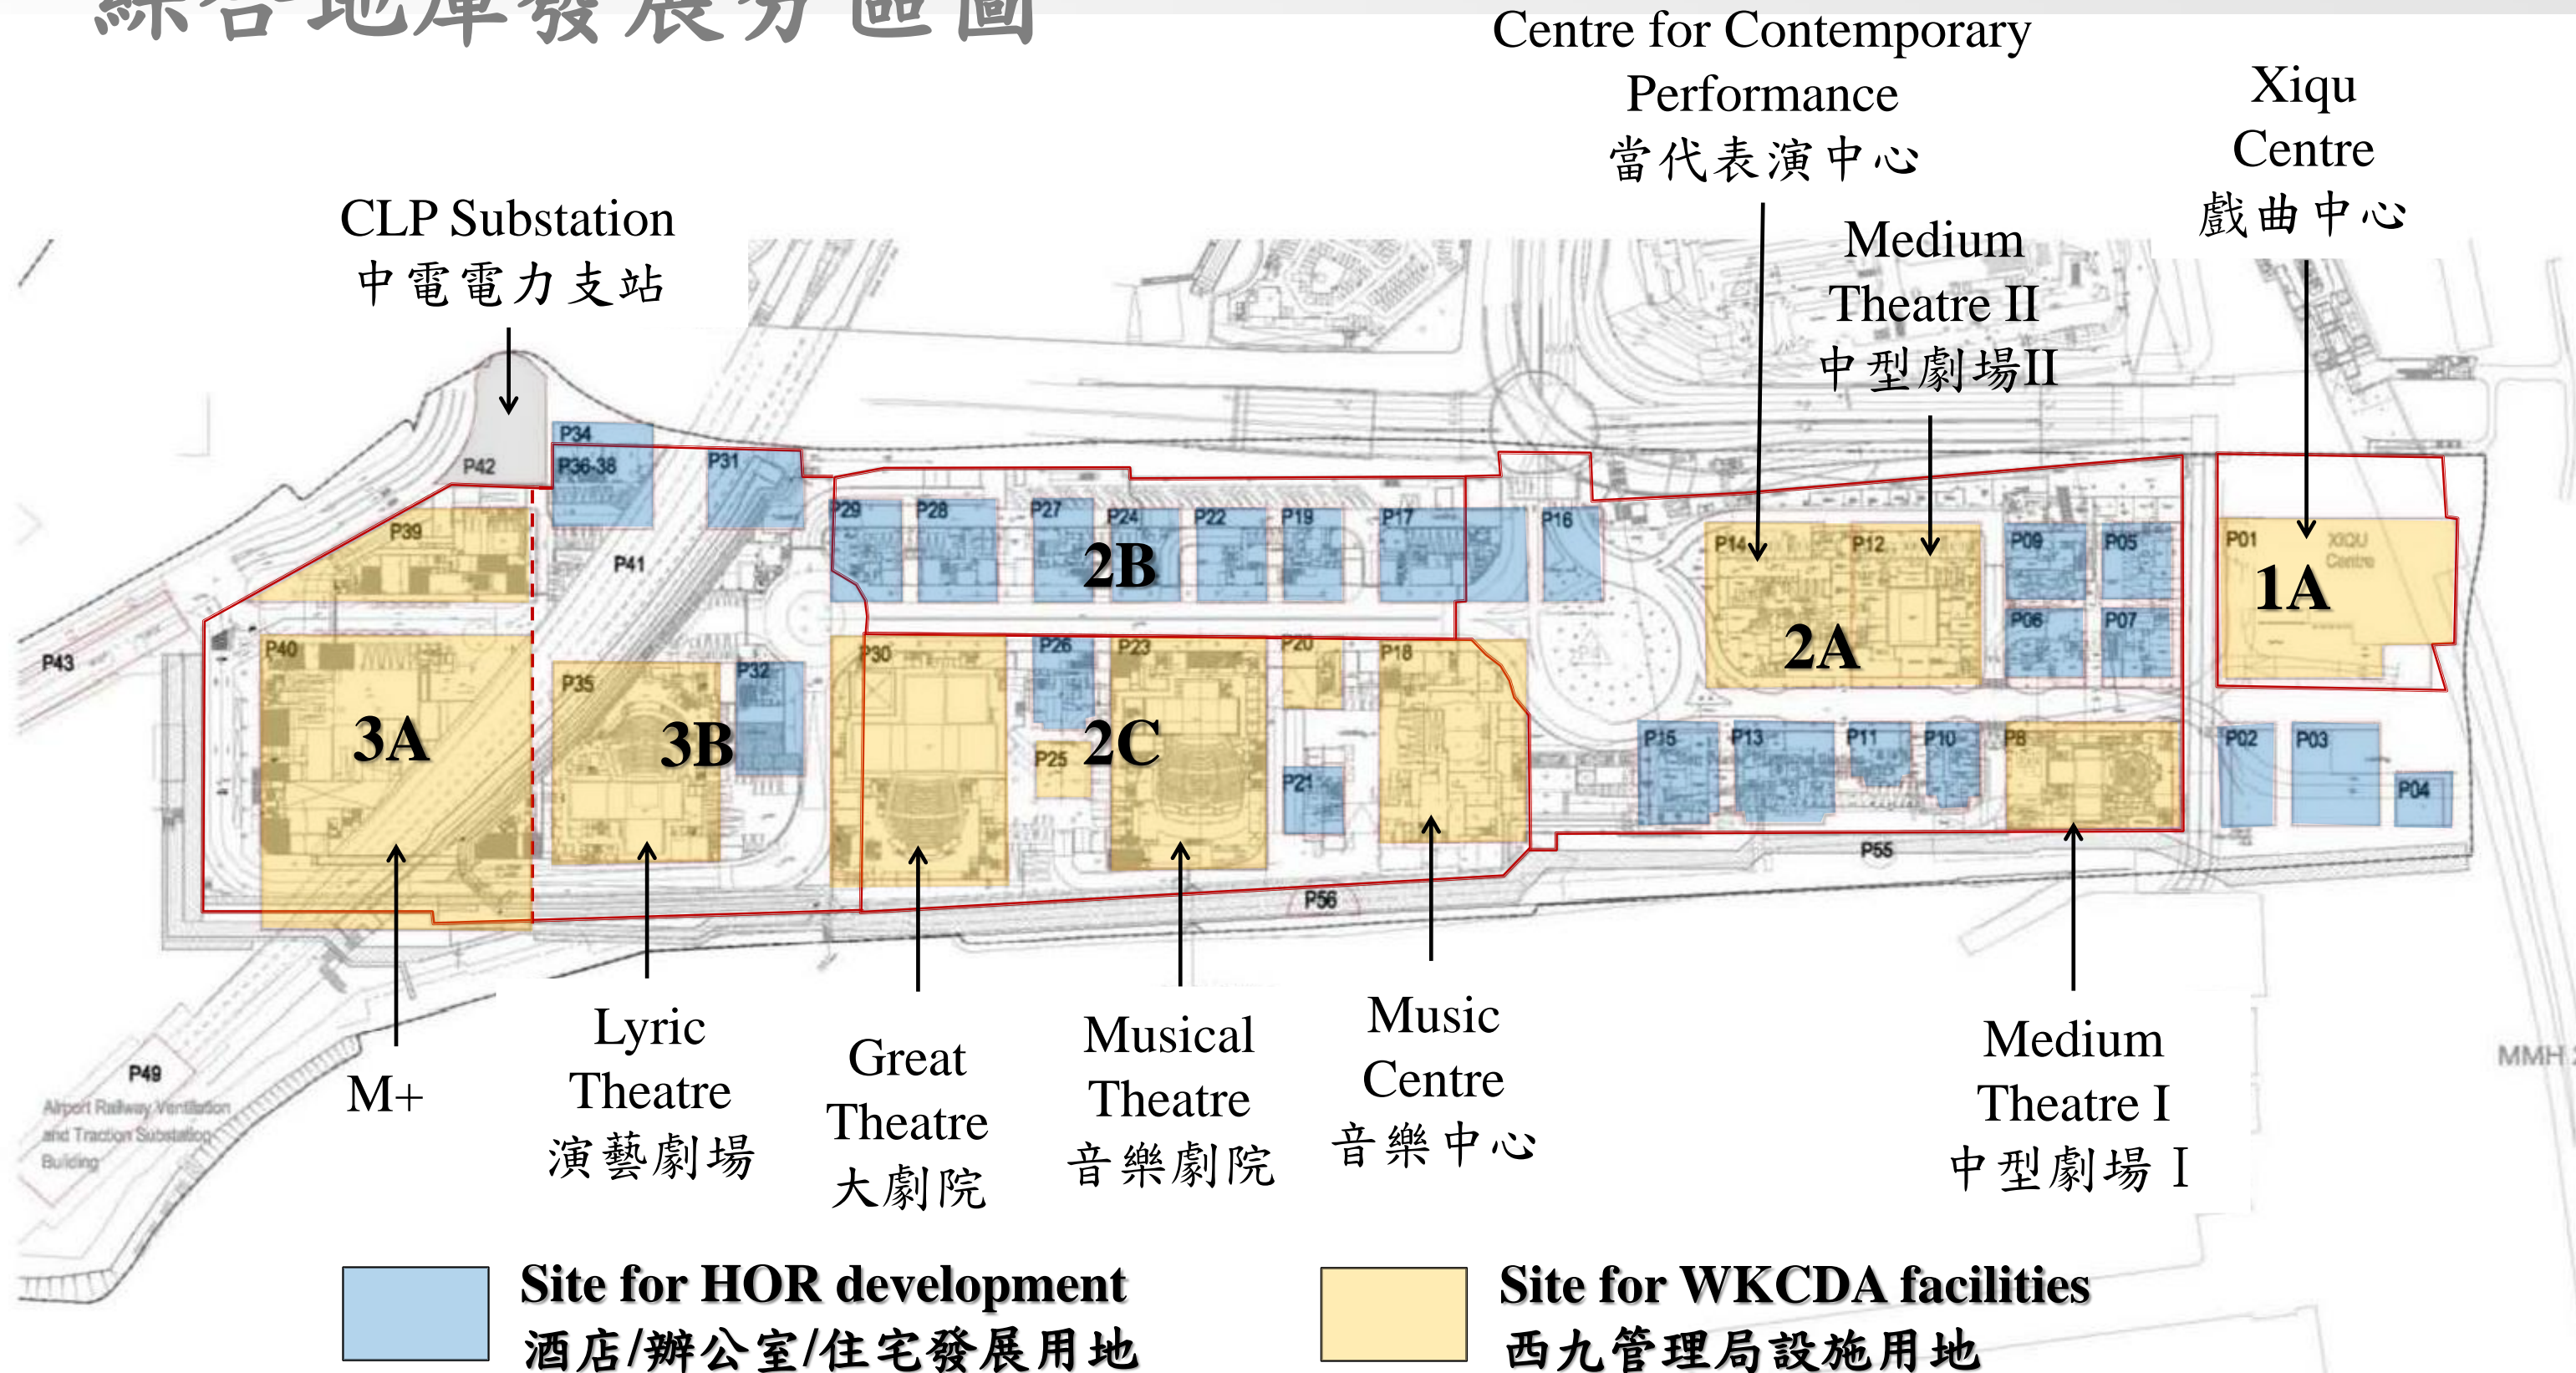 綜合地庫發展分區圖
Centre for Contemporary
Performance
當代表演中心
Xiqu
Centre
戲曲中心
CLP Substation
中電電力支站
Medium
Theatre II
中型劇場II
P34
P36-38
P31
P42
P39
P41
P29
P28
P27
P24
P22
P19
P17
P16
2B
P14
P12
P09
P05
P06
P07
2A
P01
XIQU
Centre
1A
P43
P40
3A
P35
3B
P32
P30
P26
P25
2C
P23
P20
P21
P18
P15
P13
P11
P10
P8
P02
P03
P04
P55
P56
P49
Airport Railway Ventilation
and Traction Substation
Building
M+
Lyric
Theatre
演藝劇場
Great
Theatre
大劇院
Musical
Theatre
音樂劇院
Music
Centre
音樂中心
Medium
Theatre I
中型劇場 I
MMH
Site for HOR development
酒店/辦公室/住宅發展用地
Site for WKCDA facilities
西九管理局設施用地